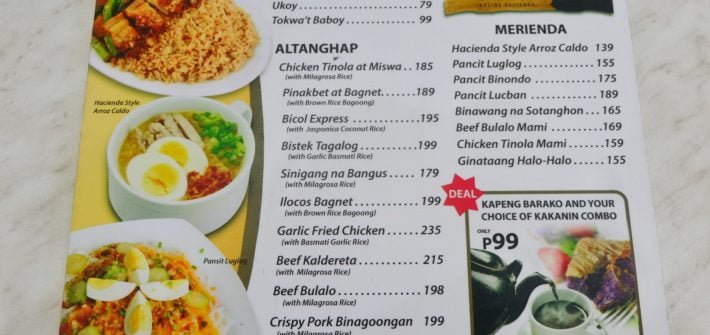 Ukoy 79
Tokwa't Baboy ........ 99
ALTANGHAP
Chicken Tinola at Miswa .. 185
(with Milagrosa Rice)
Pinakbet at Bagnet......189
(with Brown Rice Bagoong)
Bicol Express ......... 195
(with Jasponica Coconut Rice)
Bistek Tagalog ......... 199
(with Garlic Basmati Rice)
Sinigang na Bangus ..... 179
(with Milagrosa Rice)
Ilocos Bagnet .......... 199
(with Brown Rice Bagoong)
Garlic Fried Chicken ..... 235
(with Basmati Garlic Rice)
Beef Kaldereta ......... 215
(with Milagrosa Rice)
Beef Bulalo ........... 198
(with Milagrosa Rice)
Crispy Pork Binagoongan 199
(with Milagrosa Rice)
Hacienda Style
Arroz Caldo
Pansit Luglog
MERIENDA
Hacienda Style Arroz Caldo 139
Pancit Luglog ............ 155
Pancit Binondo .......... 175
Pancit Lucban ........... 189
Binawang na Sotanghon ... 165
Beef Bulalo Mami .........169
Chicken Tinola Mami ......159
Ginataang Halo-Halo ..... 155
DEAL
KAPENG BARAKO AND YOUR
CHOICE OF KAKANIN COMBO
ONLY
P99